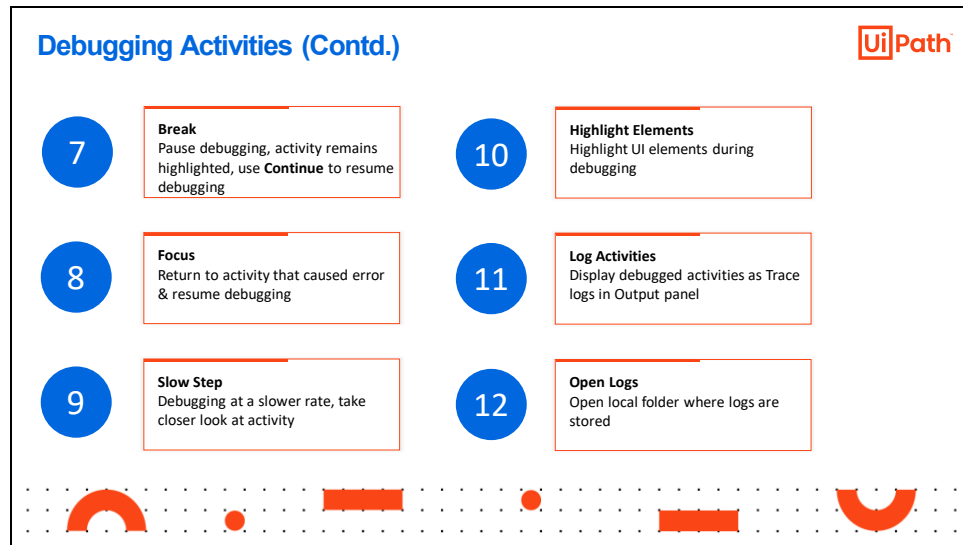 Debugging Activities (Contd.)
UiPath
7
Break
Pause debugging, activity remains
highlighted, use Continue to resume
debugging
8
Focus
Return to activity that caused error
& resume debugging
9
Slow Step
Debugging at a slower rate, take
closer look at activity
10
Highlight Elements
Highlight UI elements during
debugging
11
Log Activities
Display debugged activities as Trace
logs in Output panel
12
Open Logs
Open local folder where logs are
stored